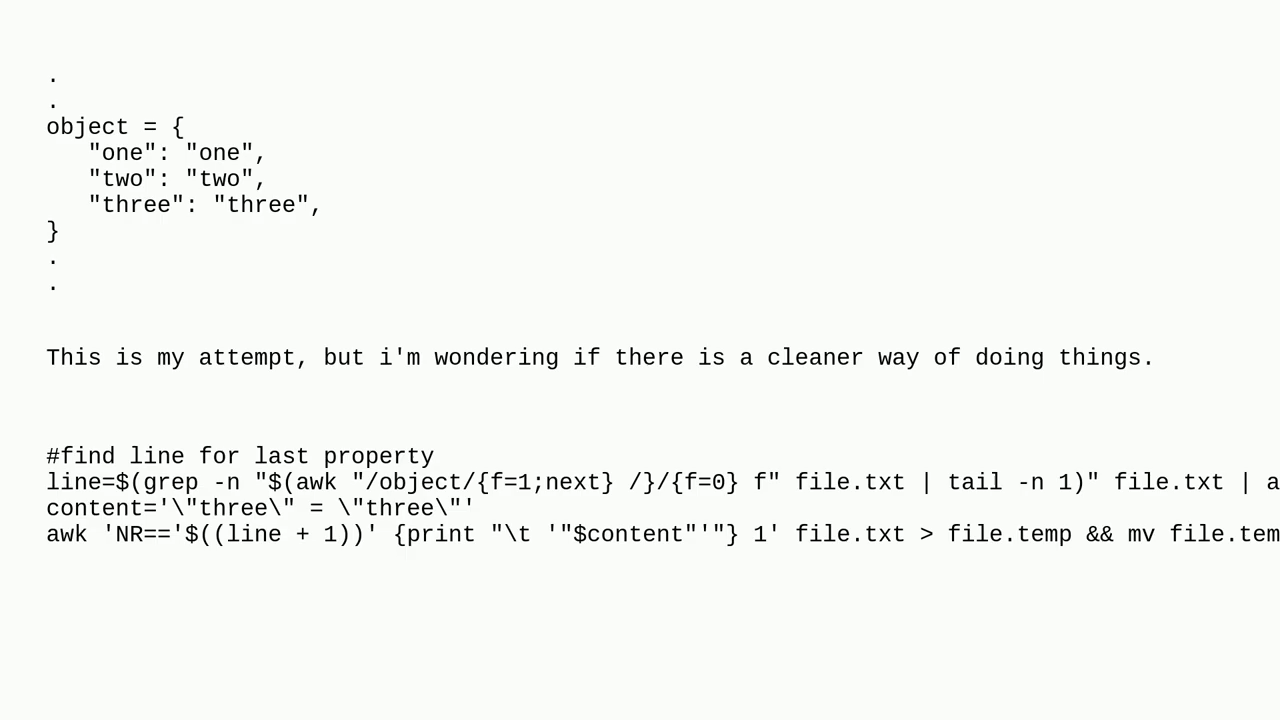 .
.
object = {
   "one": "one",
   "two": "two",
   "three": "three",
}
.
.
This is my attempt, but i'm wondering if there is a cleaner way of doing things.
#find line for last property
line=$(grep -n "$(awk "/object/{f=1;next} /}/{f=0} f" file.txt | tail -n 1)" file.txt | a
content='\"three\" = \"three\"'
awk 'NR=='$((line + 1))' {print "\t '"$content"'"} 1' file.txt > file.temp && mv file.tem